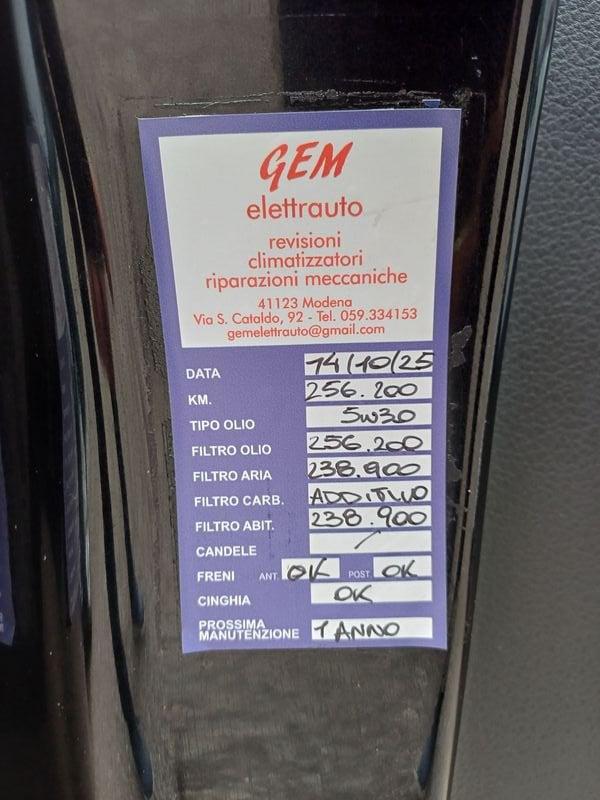 GEM
elettrauto
revisioni
climatizzatori
riparazioni meccaniche
41123 Modena
Via S. Cataldo, 92 - Tel. 059.334153
gemelettrauto@gmail.com
DATA 14/10/25
KM. 256.200
TIPO OLIO 5W30
FILTRO OLIO 256.200
FILTRO ARIA 238.900
FILTRO CARB. ADDITIVO
FILTRO ABIT. 238.900
CANDELE /
FRENI ANT. OK POST. OK
CINGHIA OK
PROSSIMA
MANUTENZIONE 1 ANNO